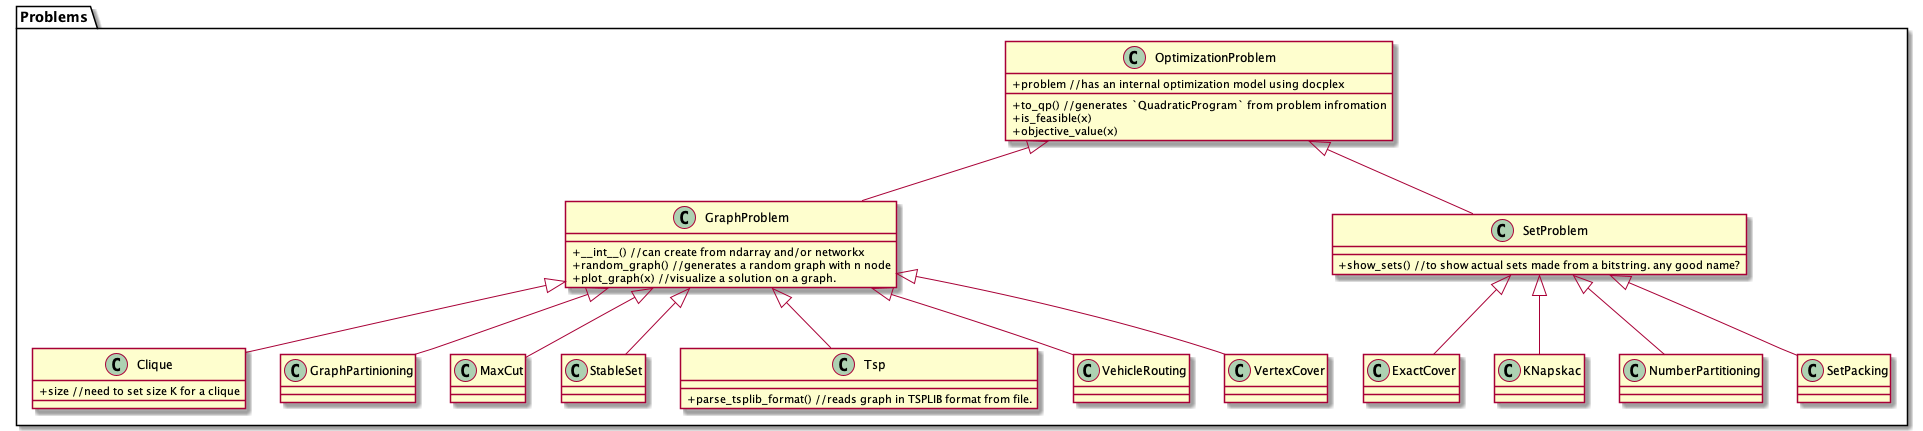 Problems
C OptimizationProblem
+problem //has an internal optimization model using docplex
+to_qp() //generates `QuadraticProgram` from problem infromation
+is_feasible(x)
+objective_value(x)
C GraphProblem
+__int__() //can create from ndarray and/or networkx
+random_graph() //generates a random graph with n node
+plot_graph(x) //visualize a solution on a graph.
C SetProblem
+show_sets() //to show actual sets made from a bitstring. any good name?
C Clique
+size //need to set size K for a clique
C GraphPartinioning
C MaxCut
C StableSet
C Tsp
+parse_tsplib_format() //reads graph in TSPLIB format from file.
C VehicleRouting
C VertexCover
C ExactCover
C KNapskac
C NumberPartitioning
C SetPacking